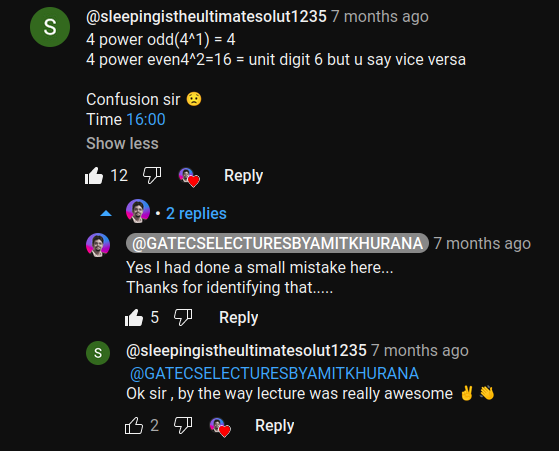 S
@sleepingistheultimatesolut1235 7 months ago
4 power odd(4^1) = 4
4 power even4^2=16 = unit digit 6 but u say vice versa
Confusion sir 😟
Time 16:00
Show less
12 Reply
• 2 replies
@GATECSELECTURESBYAMITKHURANA 7 months ago
Yes I had done a small mistake here...
Thanks for identifying that.....
5 Reply
S
@sleepingistheultimatesolut1235 7 months ago
@GATECSELECTURESBYAMITKHURANA
Ok sir , by the way lecture was really awesome ✌️ 👏
2 Reply